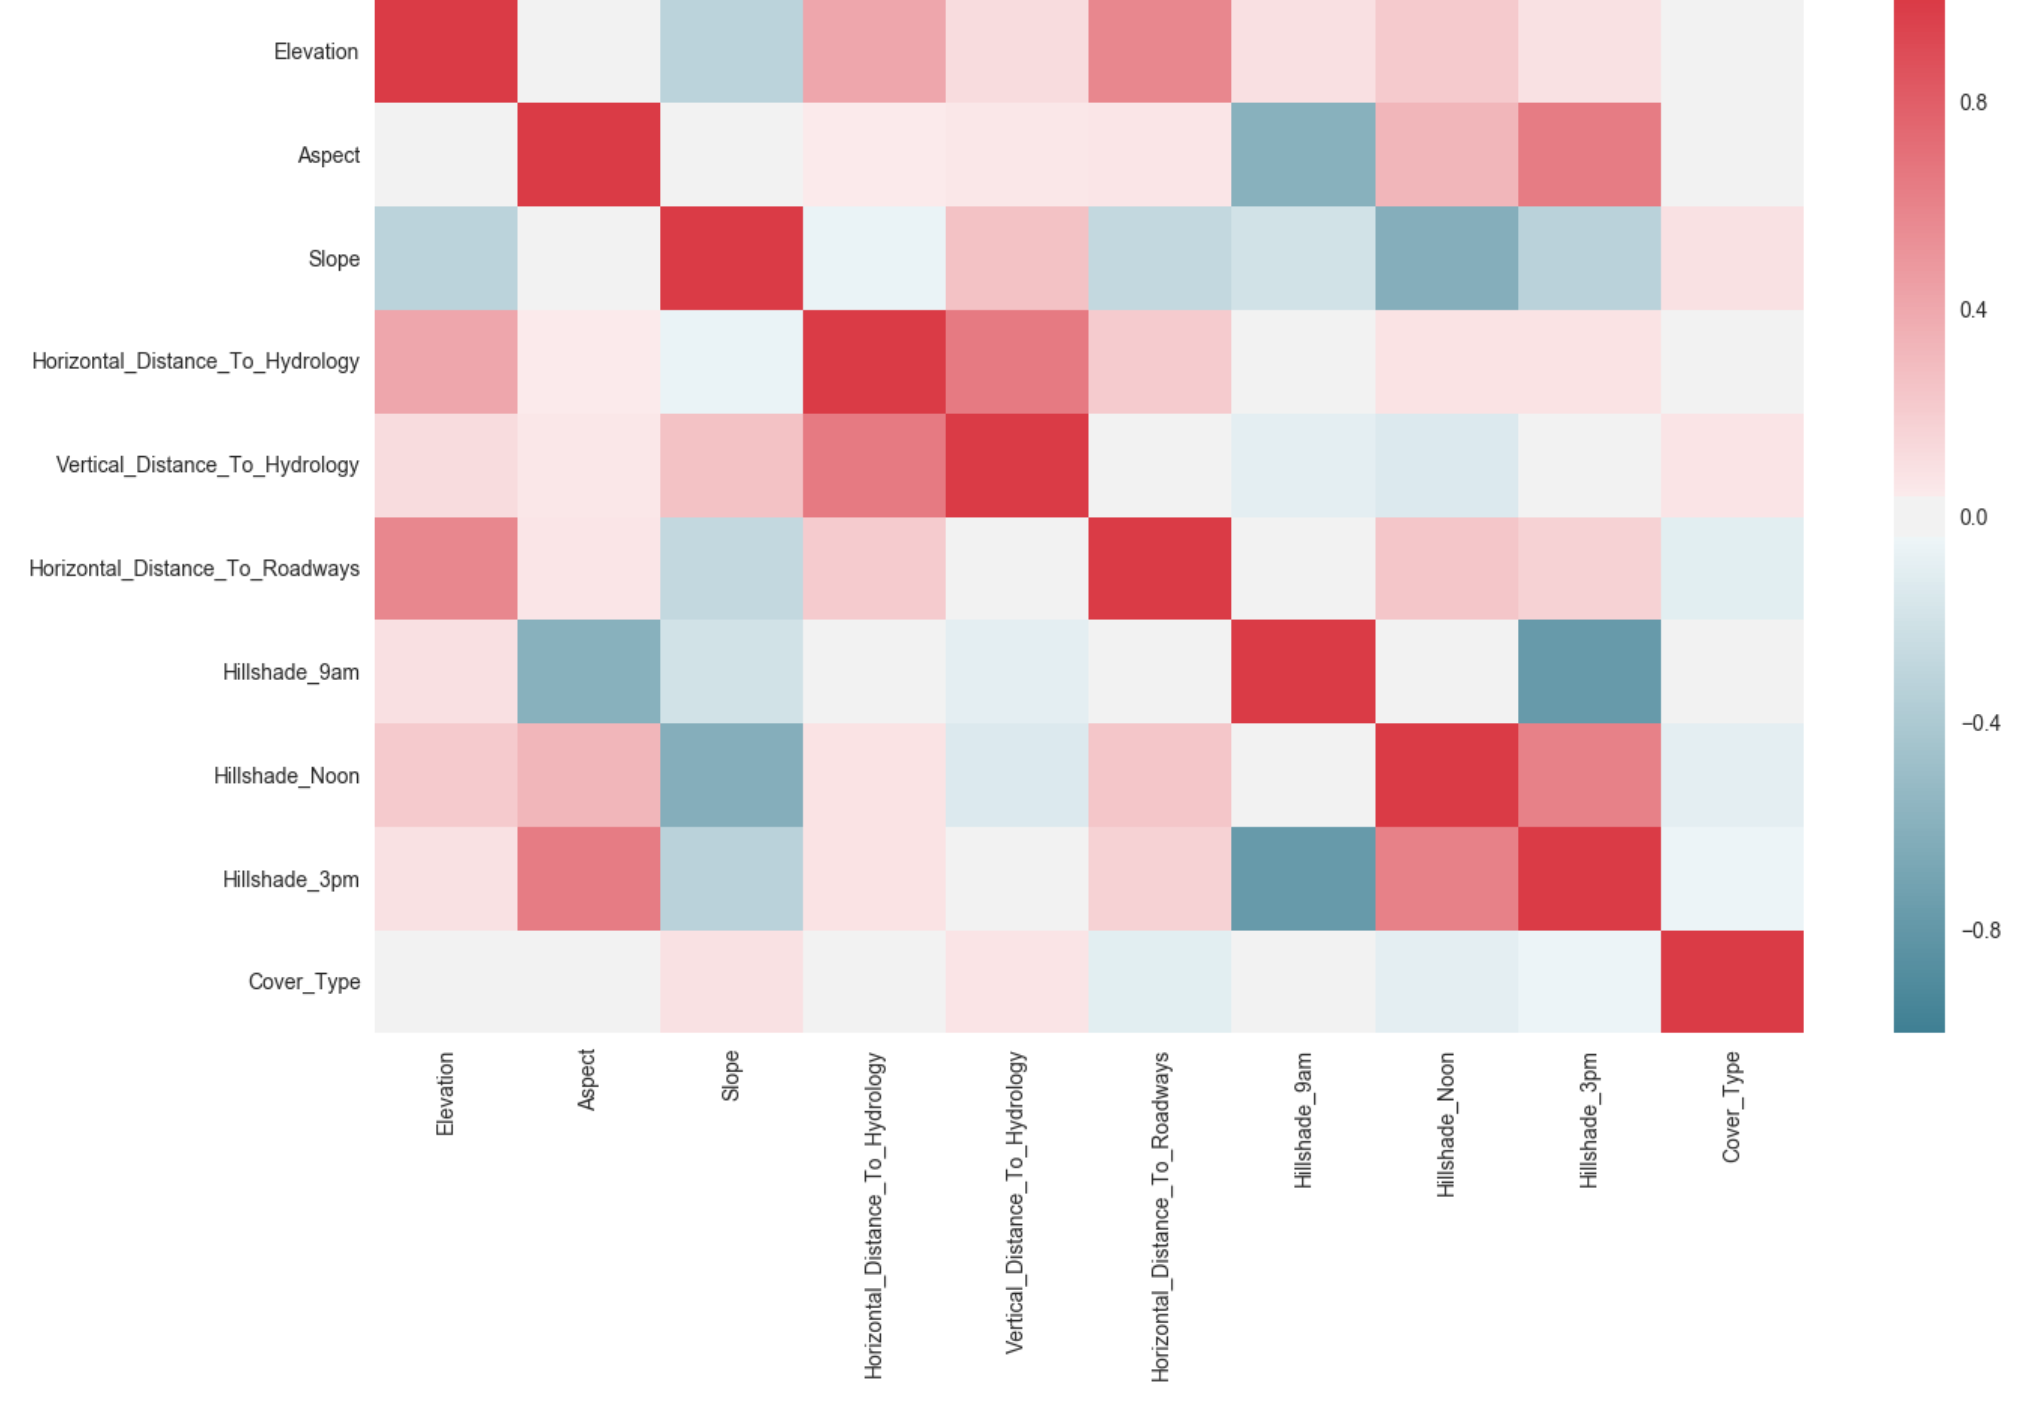 Elevation
Aspect
Slope
Horizontal_Distance_To_Hydrology
Vertical_Distance_To_Hydrology
Horizontal_Distance_To_Roadways
Hillshade_9am
Hillshade_Noon
Hillshade_3pm
Cover_Type
Elevation
Aspect
Slope
Horizontal_Distance_To_Hydrology
Vertical_Distance_To_Hydrology
Horizontal_Distance_To_Roadways
Hillshade_9am
Hillshade_Noon
Hillshade_3pm
Cover_Type
0.8
0.4
0.0
−0.4
−0.8